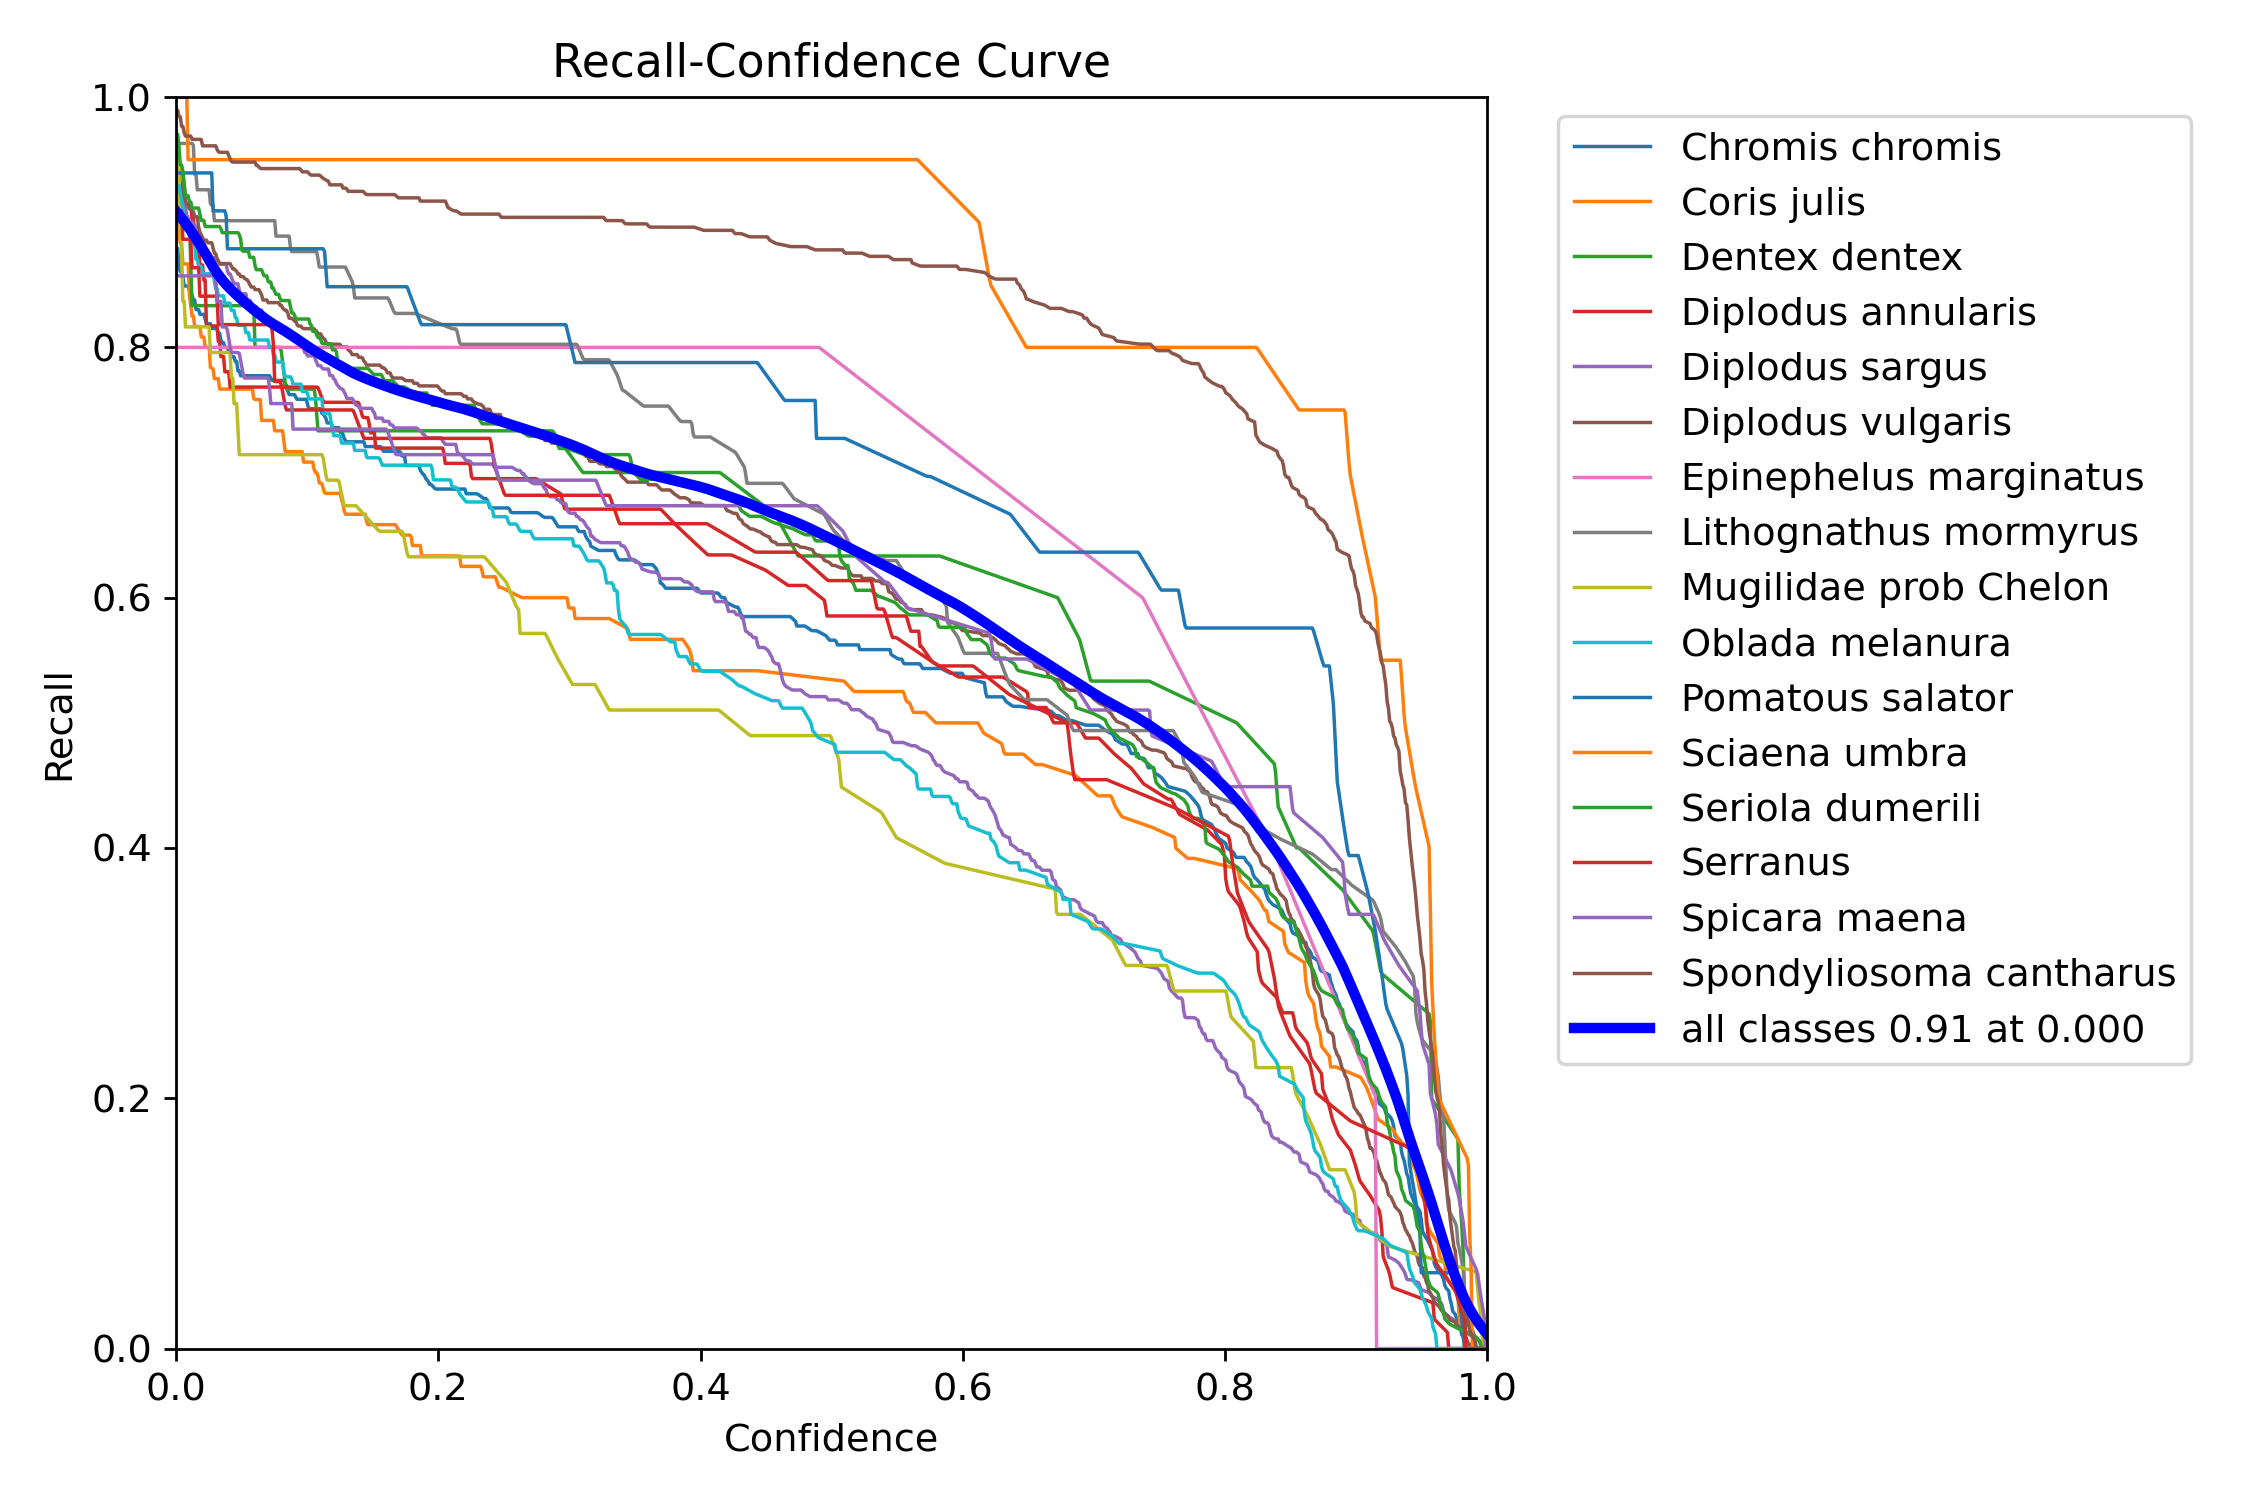 Recall-Confidence Curve
1.0
0.8
0.6
0.4
0.2
0.0
Recall
0.0 0.2 0.4 0.6 0.8 1.0
Confidence
Chromis chromis
Coris julis
Dentex dentex
Diplodus annularis
Diplodus sargus
Diplodus vulgaris
Epinephelus marginatus
Lithognathus mormyrus
Mugilidae prob Chelon
Oblada melanura
Pomatous salator
Sciaena umbra
Seriola dumerili
Serranus
Spicara maena
Spondyliosoma cantharus
all classes 0.91 at 0.000